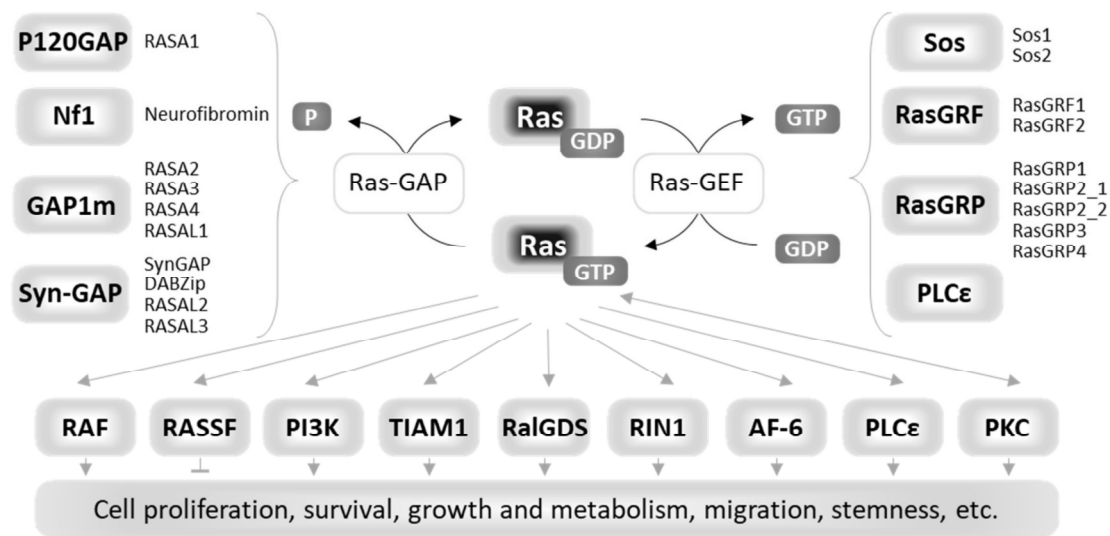 P120GAP
RASA1
Nf1
Neurofibromin
GAP1m
RASA2
RASA3
RASA4
RASAL1
Syn-GAP
SynGAP
DABZip
RASAL2
RASAL3
P
Ras-GAP
Ras
GDP
Ras
GTP
Ras-GEF
GTP
GDP
Sos
Sos1
Sos2
RasGRF
RasGRF1
RasGRF2
RasGRP
RasGRP1
RasGRP2_1
RasGRP2_2
RasGRP3
RasGRP4
PLCε
RAF
RASSF
PI3K
TIAM1
RalGDS
RIN1
AF-6
PLCε
PKC
Cell proliferation, survival, growth and metabolism, migration, stemness, etc.